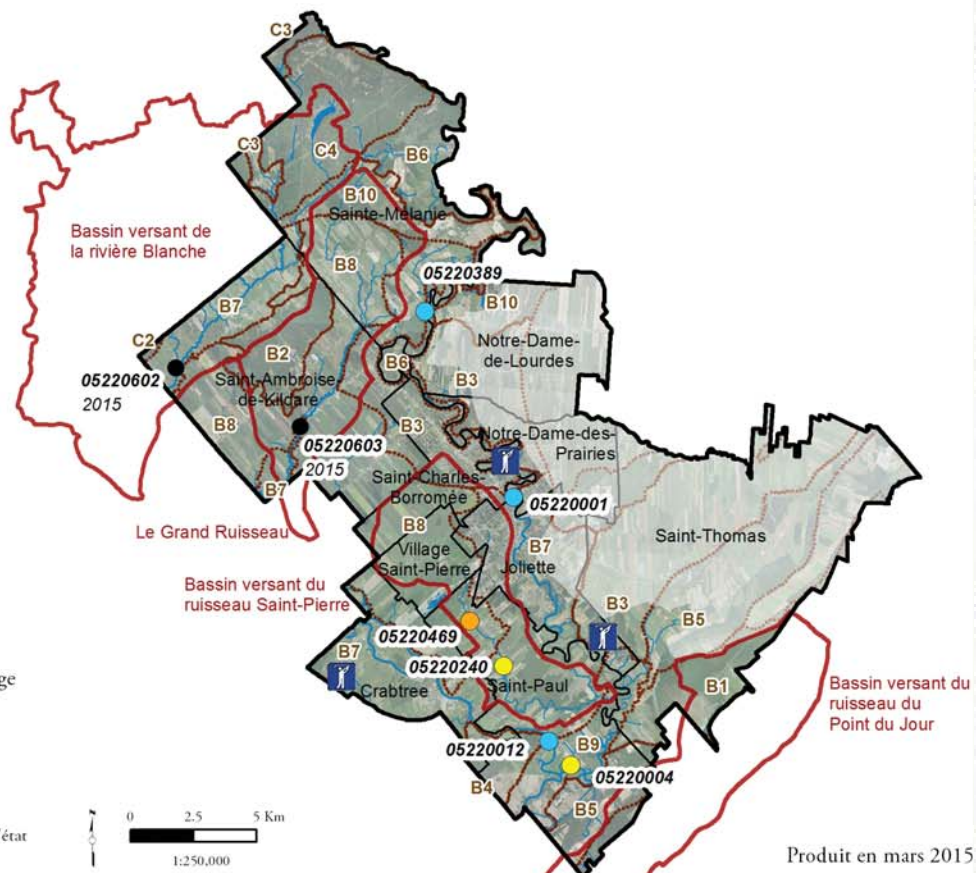 C3
C3
C4
B6
B10
Sainte-Mélanie
Bassin versant de
la rivière Blanche
B8
05220389
B7
B10
C2
Notre-Dame-
de-Lourdes
B2
B6
05220602
2015
Saint-Ambroise-
de-Kildare
B3
B8
B3
Notre-Dame-des-
Prairies
05220603
2015
B7
Saint-Charles-
Borromée
05220001
Le Grand Ruisseau
B8
B7
Saint-Thomas
Village
Saint-Pierre
Joliette
Bassin versant du
ruisseau Saint-Pierre
B3
B5
05220469
B7
05220240
Crabtree
Saint-Paul
B1
Bassin versant du
ruisseau du
Point du Jour
05220012
B9
05220004
B4
B5
0 2.5 5 Km
1:250,000
Produit en mars 2015